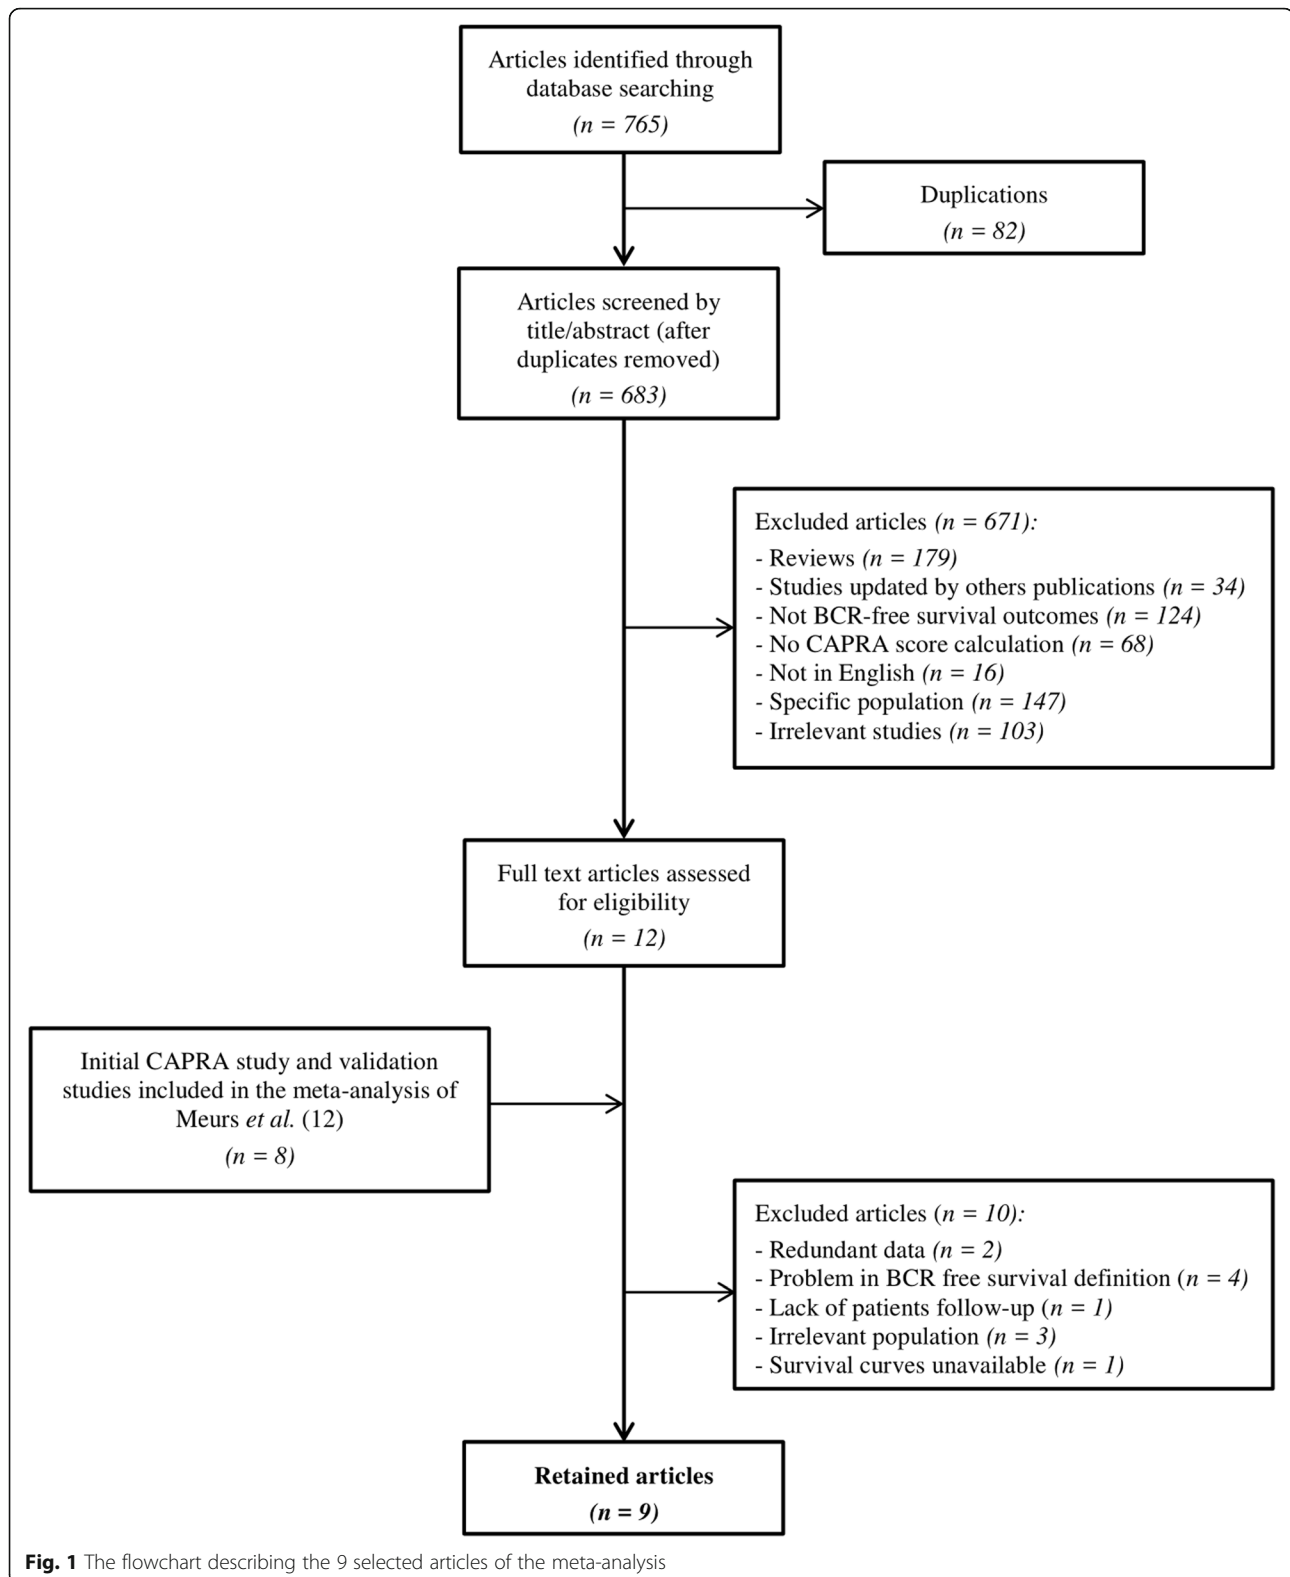 Articles identified through
database searching
(n = 765)
Duplications
(n = 82)
Articles screened by
title/abstract (after
duplicates removed)
(n = 683)
Excluded articles (n = 671):
- Reviews (n = 179)
- Studies updated by others publications (n = 34)
- Not BCR-free survival outcomes (n = 124)
- No CAPRA score calculation (n = 68)
- Not in English (n = 16)
- Specific population (n = 147)
- Irrelevant studies (n = 103)
Full text articles assessed
for eligibility
(n = 12)
Initial CAPRA study and validation
studies included in the meta-analysis of
Meurs et al. (12)
(n = 8)
Excluded articles (n = 10):
- Redundant data (n = 2)
- Problem in BCR free survival definition (n = 4)
- Lack of patients follow-up (n = 1)
- Irrelevant population (n = 3)
- Survival curves unavailable (n = 1)
Retained articles
(n = 9)
Fig. 1 The flowchart describing the 9 selected articles of the meta-analysis